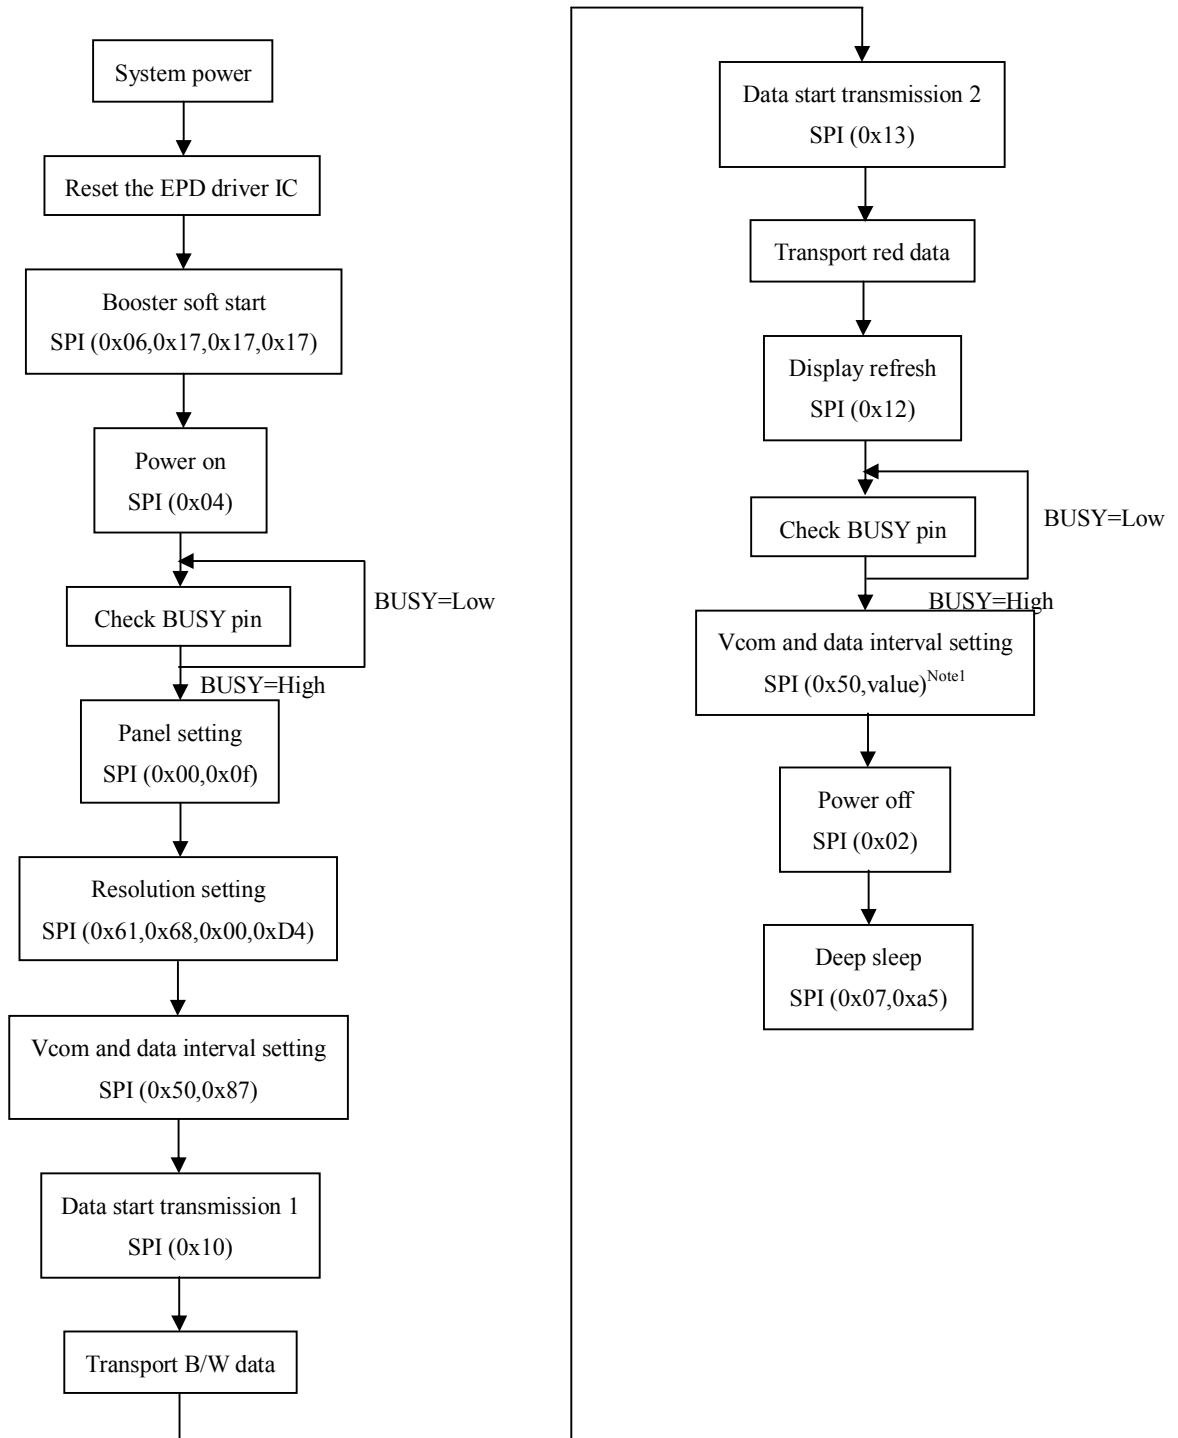 System power
Reset the EPD driver IC
Booster soft start
SPI (0x06,0x17,0x17,0x17)
Power on
SPI (0x04)
BUSY=Low
Check BUSY pin
BUSY=High
Panel setting
SPI (0x00,0x0f)
Resolution setting
SPI (0x61,0x68,0x00,0xD4)
Vcom and data interval setting
SPI (0x50,0x87)
Data start transmission 1
SPI (0x10)
Transport B/W data
Data start transmission 2
SPI (0x13)
Transport red data
Display refresh
SPI (0x12)
BUSY=Low
Check BUSY pin
BUSY=High
Vcom and data interval setting
SPI (0x50,value)Note1
Power off
SPI (0x02)
Deep sleep
SPI (0x07,0xa5)